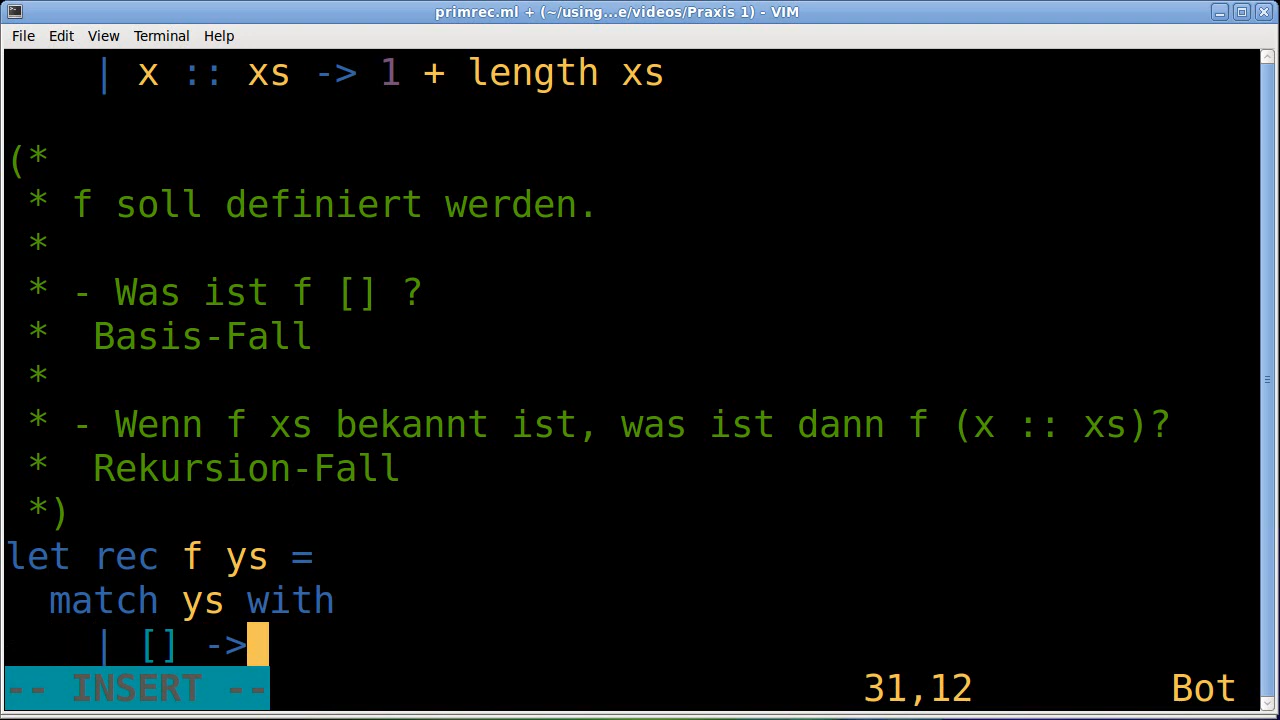 primrec.ml + (~/using...e/videos/Praxis 1) - VIM
File Edit View Terminal Help
| x :: xs -> 1 + length xs
(*
* f soll definiert werden.
*
* - Was ist f [] ?
* Basis-Fall
*
* - Wenn f xs bekannt ist, was ist dann f (x :: xs)?
* Rekursion-Fall
*)
let rec f ys =
match ys with
| [] ->
-- INSERT -- 31,12 Bot